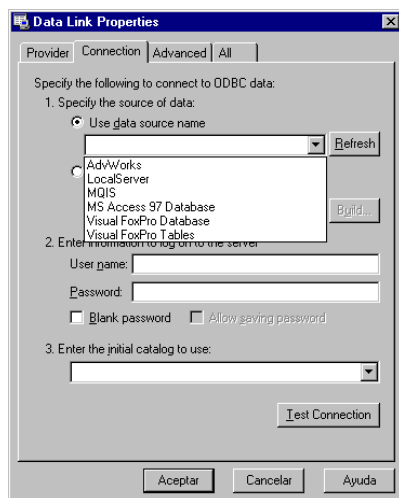 Data Link Properties
Provider Connection Advanced All
Specify the following to connect to ODBC data:
1. Specify the source of data:
Use data source name
Refresh
AdvWorks
LocalServer
MQIS
MS Access 97 Database
Visual FoxPro Database
Visual FoxPro Tables
Build...
2. Enter information to log on to the server
User name:
Password:
Blank password Allow saving password
3. Enter the initial catalog to use:
Test Connection
Aceptar Cancelar Ayuda